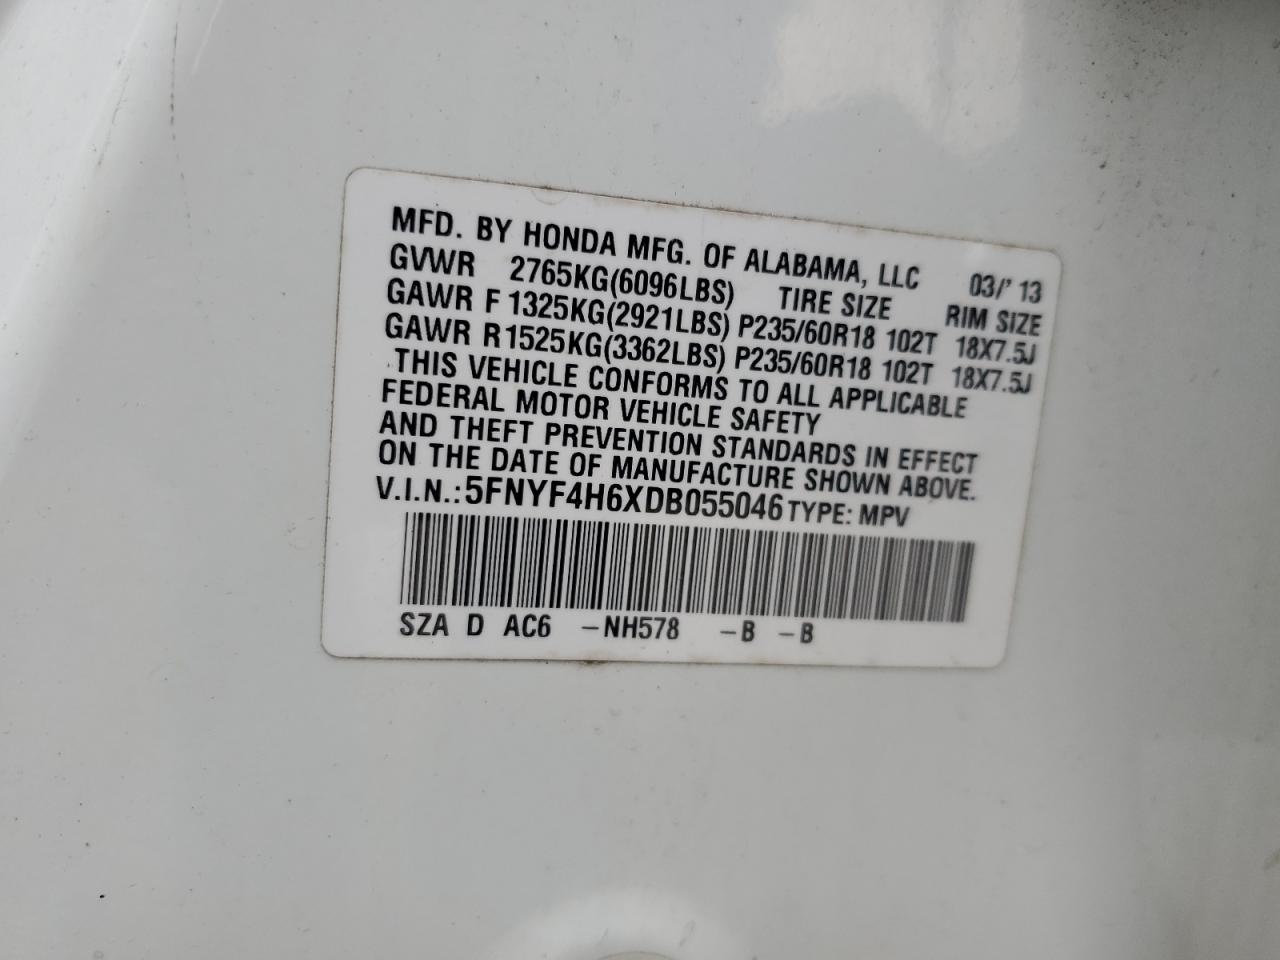 MFD. BY HONDA MFG. OF ALABAMA, LLC 03/'13
GVWR 2765KG(6096LBS) TIRE SIZE RIM SIZE
GAWR F 1325KG(2921LBS) P235/60R18 102T 18X7.5J
GAWR R 1525KG(3362LBS) P235/60R18 102T 18X7.5J
THIS VEHICLE CONFORMS TO ALL APPLICABLE
FEDERAL MOTOR VEHICLE SAFETY
AND THEFT PREVENTION STANDARDS IN EFFECT
ON THE DATE OF MANUFACTURE SHOWN ABOVE.
V.I.N.: 5FNYF4H6XDB055046 TYPE: MPV
SZA D AC6 -NH578 -B -B